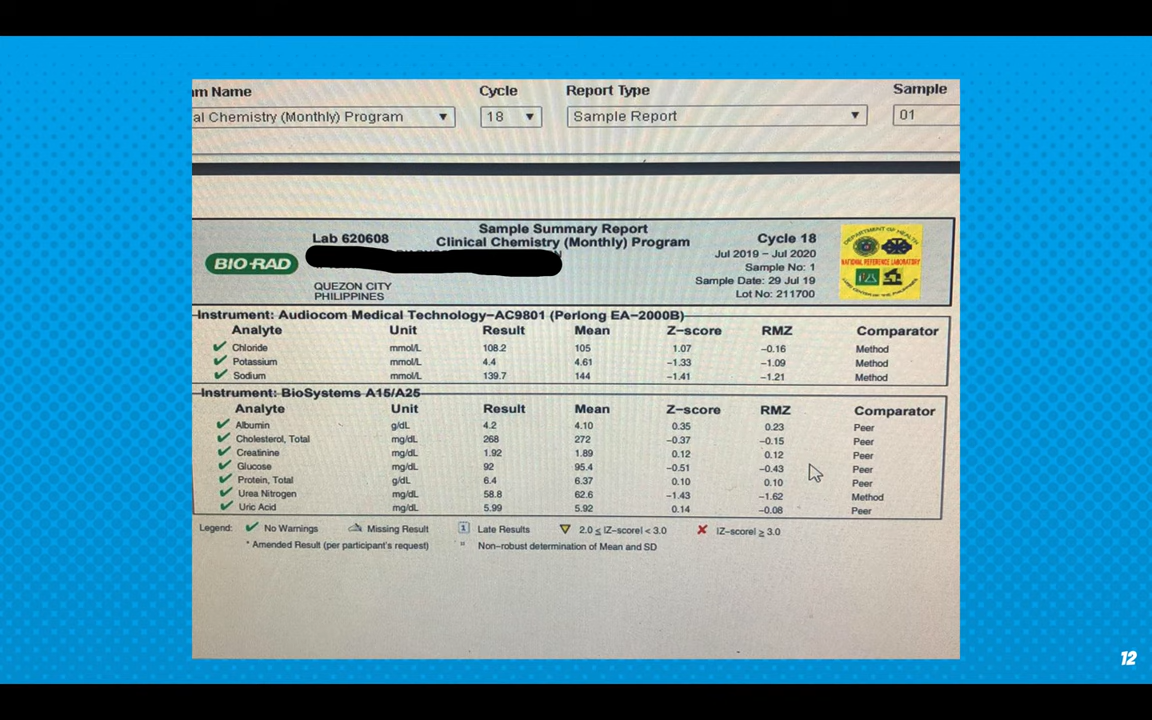 am Name Cycle Report Type Sample
al Chemistry (Monthly) Program 18 Sample Report 01
Sample Summary Report
Lab 620608 Clinical Chemistry (Monthly) Program Cycle 18
BIO-RAD
Jul 2019 – Jul 2020
Sample No: 1
QUEZON CITY Sample Date: 29 Jul 19
PHILIPPINES Lot No: 211700
DEPARTMENT OF HEALTH
NATIONAL REFERENCE LABORATORY
Instrument: Audiocom Medical Technology-AC9801 (Perlong EA-2000B)
Analyte Unit Result Mean Z-score RMZ Comparator
✔ Chloride mmol/L 108.2 105 1.07 -0.16 Method
✔ Potassium mmol/L 4.4 4.61 -1.33 -1.09 Method
✔ Sodium mmol/L 139.7 144 -1.41 -1.21 Method
Instrument: BioSystems A15/A25
Analyte Unit Result Mean Z-score RMZ Comparator
✔ Albumin g/dL 4.2 4.10 0.35 0.23 Peer
✔ Cholesterol, Total mg/dL 268 272 -0.37 -0.15 Peer
✔ Creatinine mg/dL 1.92 1.89 0.12 0.12 Peer
✔ Glucose mg/dL 92 95.4 -0.51 -0.43 Peer
✔ Protein, Total g/dL 6.4 6.37 0.10 0.10 Peer
✔ Urea Nitrogen mg/dL 58.8 62.6 -1.43 -1.62 Method
✔ Uric Acid mg/dL 5.99 5.92 0.14 -0.08 Peer
Legend: ✔ No Warnings Missing Result Late Results 2.0 ≤ |Z-score| < 3.0 ✘ |Z-score| ≥ 3.0
* Amended Result (per participant's request) Non-robust determination of Mean and SD
12